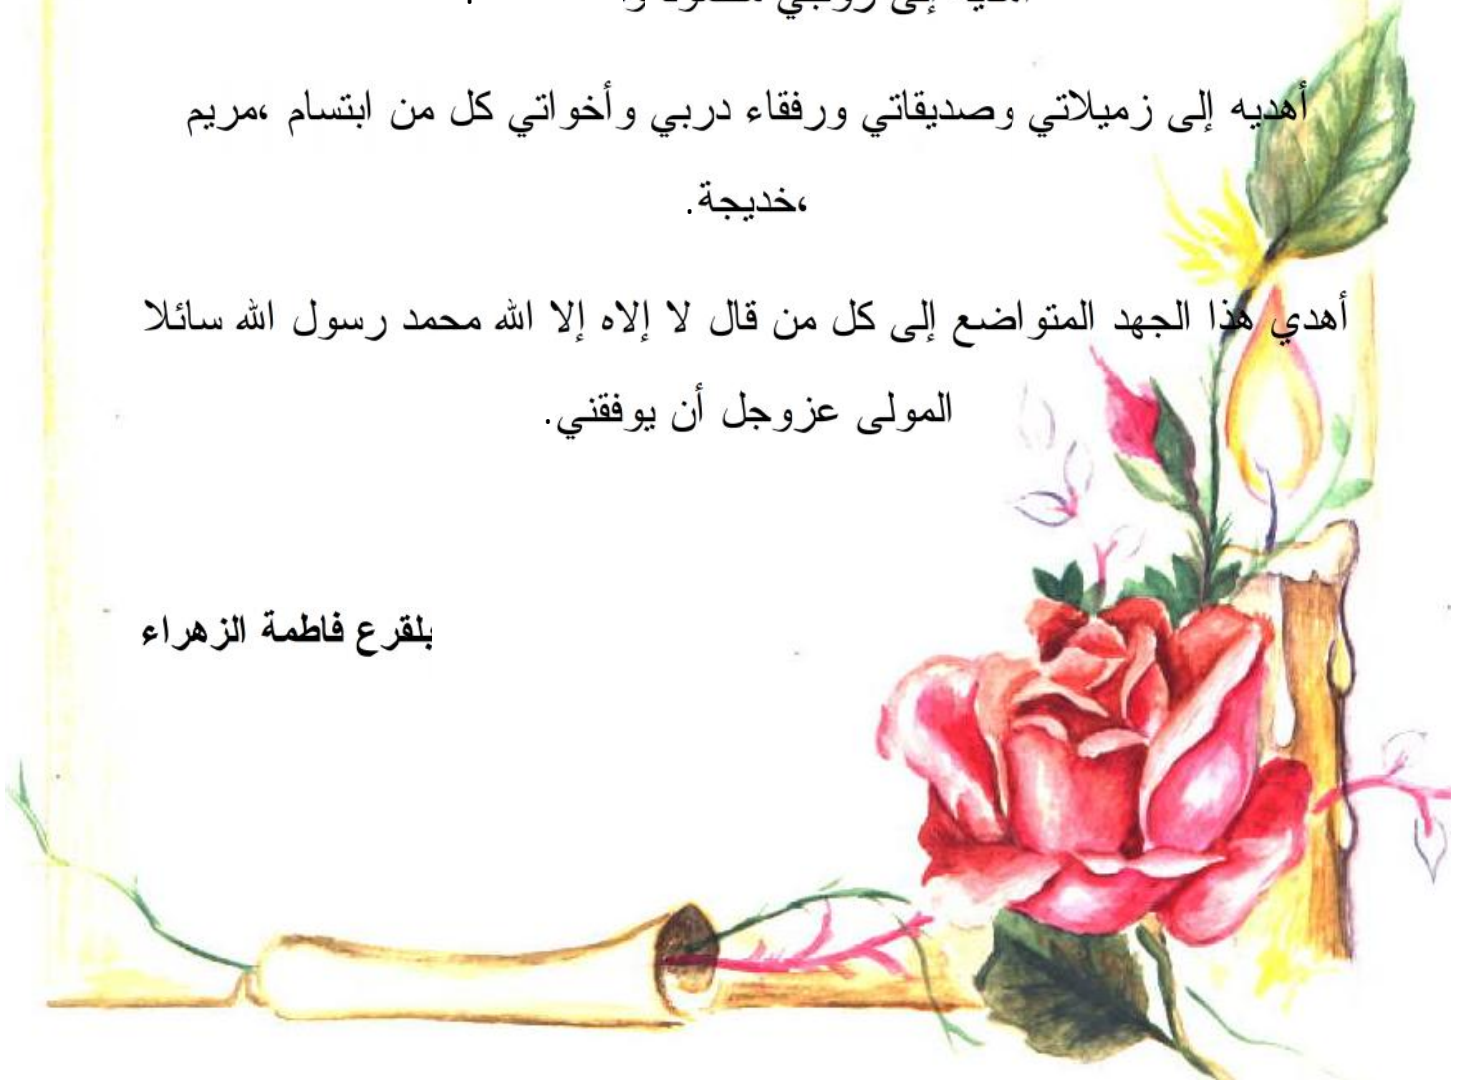 إلى
أهديه إلى زميلاتي وصديقاتي ورفقاء دربي وأخواتي كل من ابتسام ،مريم
،خديجة.
أهدي هذا الجهد المتواضع إلى كل من قال لا إلاه إلا الله محمد رسول الله سائلا
المولى عزوجل أن يوفقني.
بلقرع فاطمة الزهراء